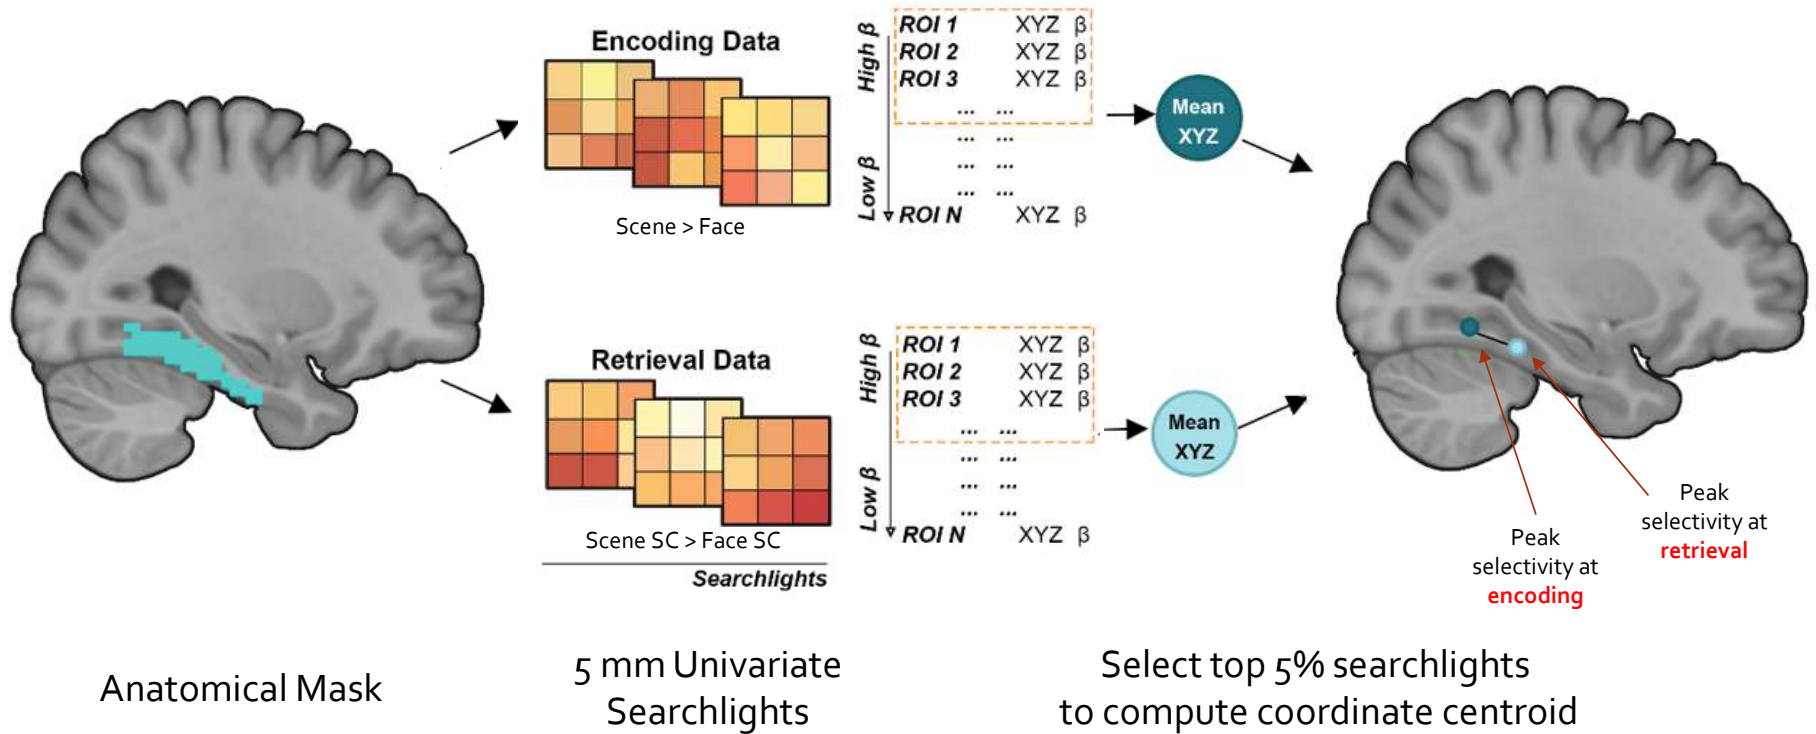 Encoding Data
Scene > Face
High β
Low β
ROI 1 XYZ β
ROI 2 XYZ β
ROI 3 XYZ β
... ...
... ...
... ...
... ...
ROI N XYZ β
Mean
XYZ
Retrieval Data
Scene SC > Face SC
Searchlights
High β
Low β
ROI 1 XYZ β
ROI 2 XYZ β
ROI 3 XYZ β
... ...
... ...
... ...
... ...
ROI N XYZ β
Mean
XYZ
Peak
selectivity at
encoding
Peak
selectivity at
retrieval
Anatomical Mask
5 mm Univariate
Searchlights
Select top 5% searchlights
to compute coordinate centroid